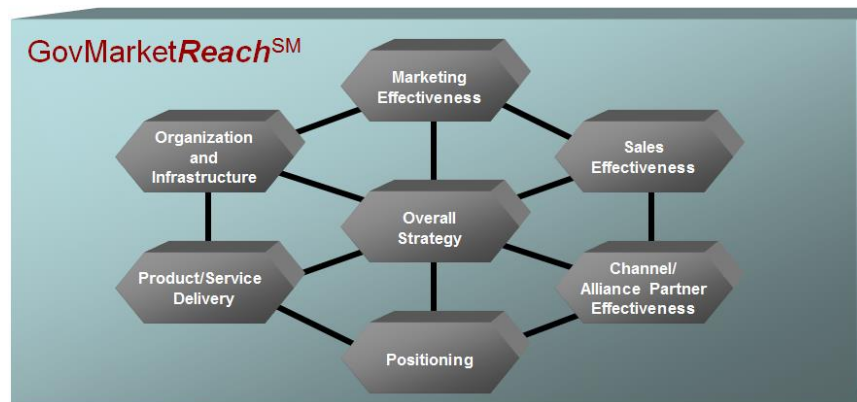 GovMarketReach℠
Marketing
Effectiveness
Organization
and
Infrastructure
Sales
Effectiveness
Overall
Strategy
Product/Service
Delivery
Channel/
Alliance Partner
Effectiveness
Positioning